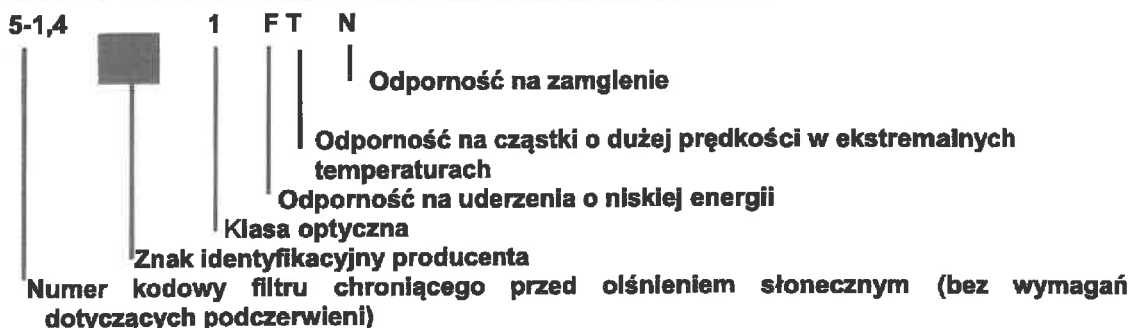 5-1,4 1 F T N
Odporność na zamglenie
Odporność na cząstki o dużej prędkości w ekstremalnych
temperaturach
Odporność na uderzenia o niskiej energii
Klasa optyczna
Znak identyfikacyjny producenta
Numer kodowy filtru chroniącego przed olśnieniem słonecznym (bez wymagań
dotyczących podczerwieni)